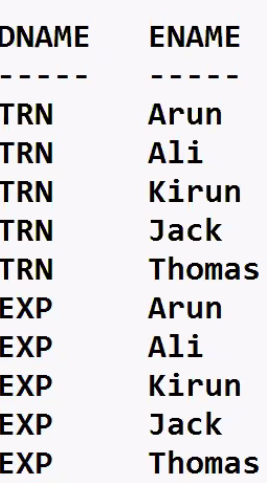 DNAME ENAME
----- -----
TRN Arun
TRN Ali
TRN Kirun
TRN Jack
TRN Thomas
EXP Arun
EXP Ali
EXP Kirun
EXP Jack
EXP Thomas